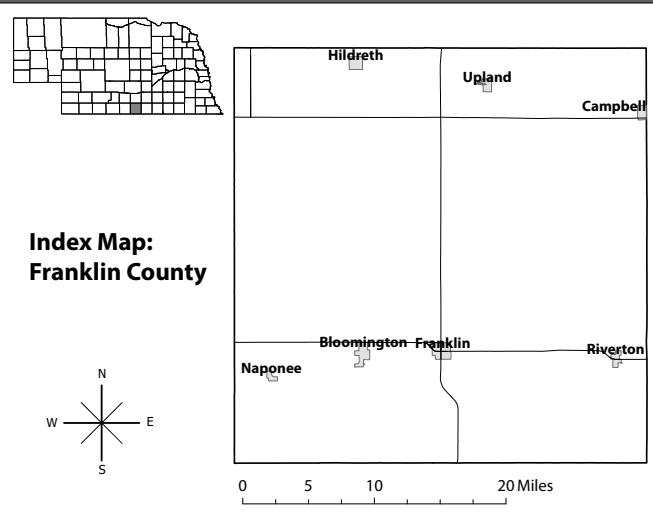 Hildreth
Upland
Campbell
Index Map:
Franklin County
Bloomington
Franklin
Riverton
Naponee
N
W
E
S
0 5 10 20 Miles